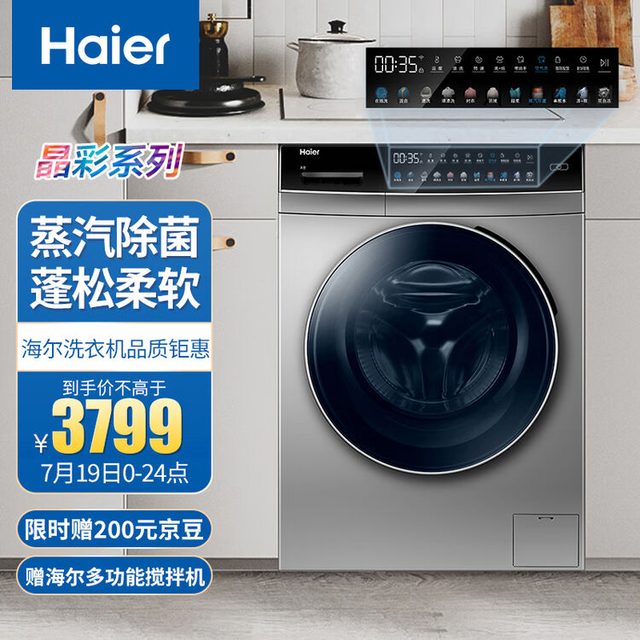 Haier
00:35
晶彩系列
Haier
00:35
蒸汽除菌
蓬松柔软
海尔洗衣机品质钜惠
到手价不高于
¥3799
7月19日0-24点
限时赠200元京豆
赠海尔多功能搅拌机